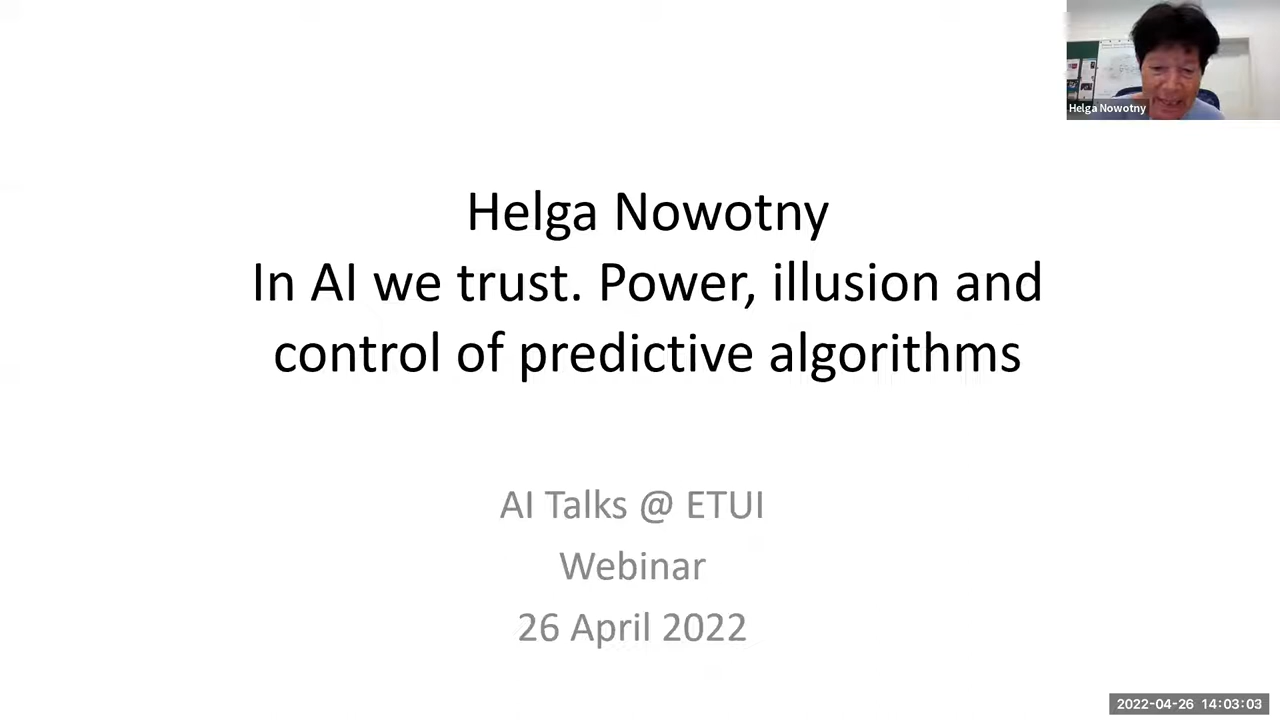 Helga Nowotny
Helga Nowotny
In AI we trust. Power, illusion and
control of predictive algorithms
AI Talks @ ETUI
Webinar
26 April 2022
2022-04-26 14:03:03